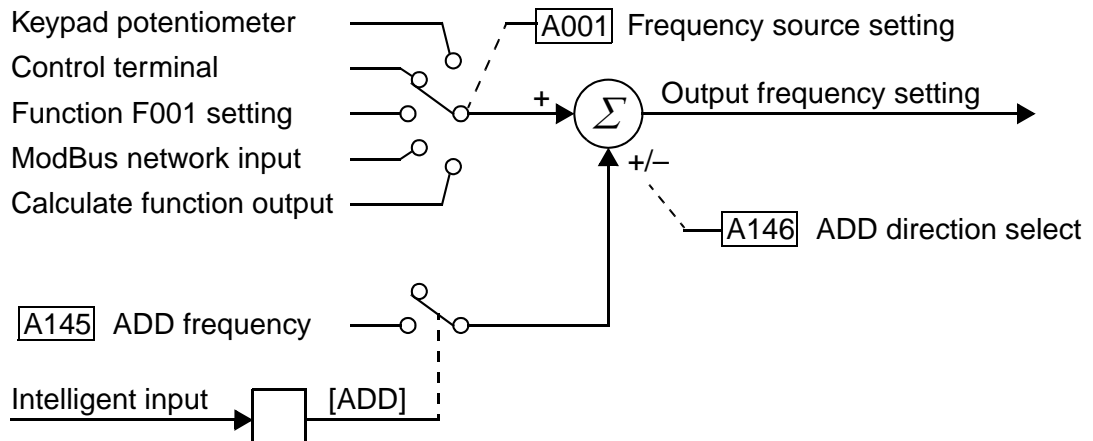 Keypad potentiometer
A001 Frequency source setting
Control terminal
Function F001 setting
+
Σ
Output frequency setting
ModBus network input
+/−
Calculate function output
A146 ADD direction select
A145 ADD frequency
Intelligent input
[ADD]